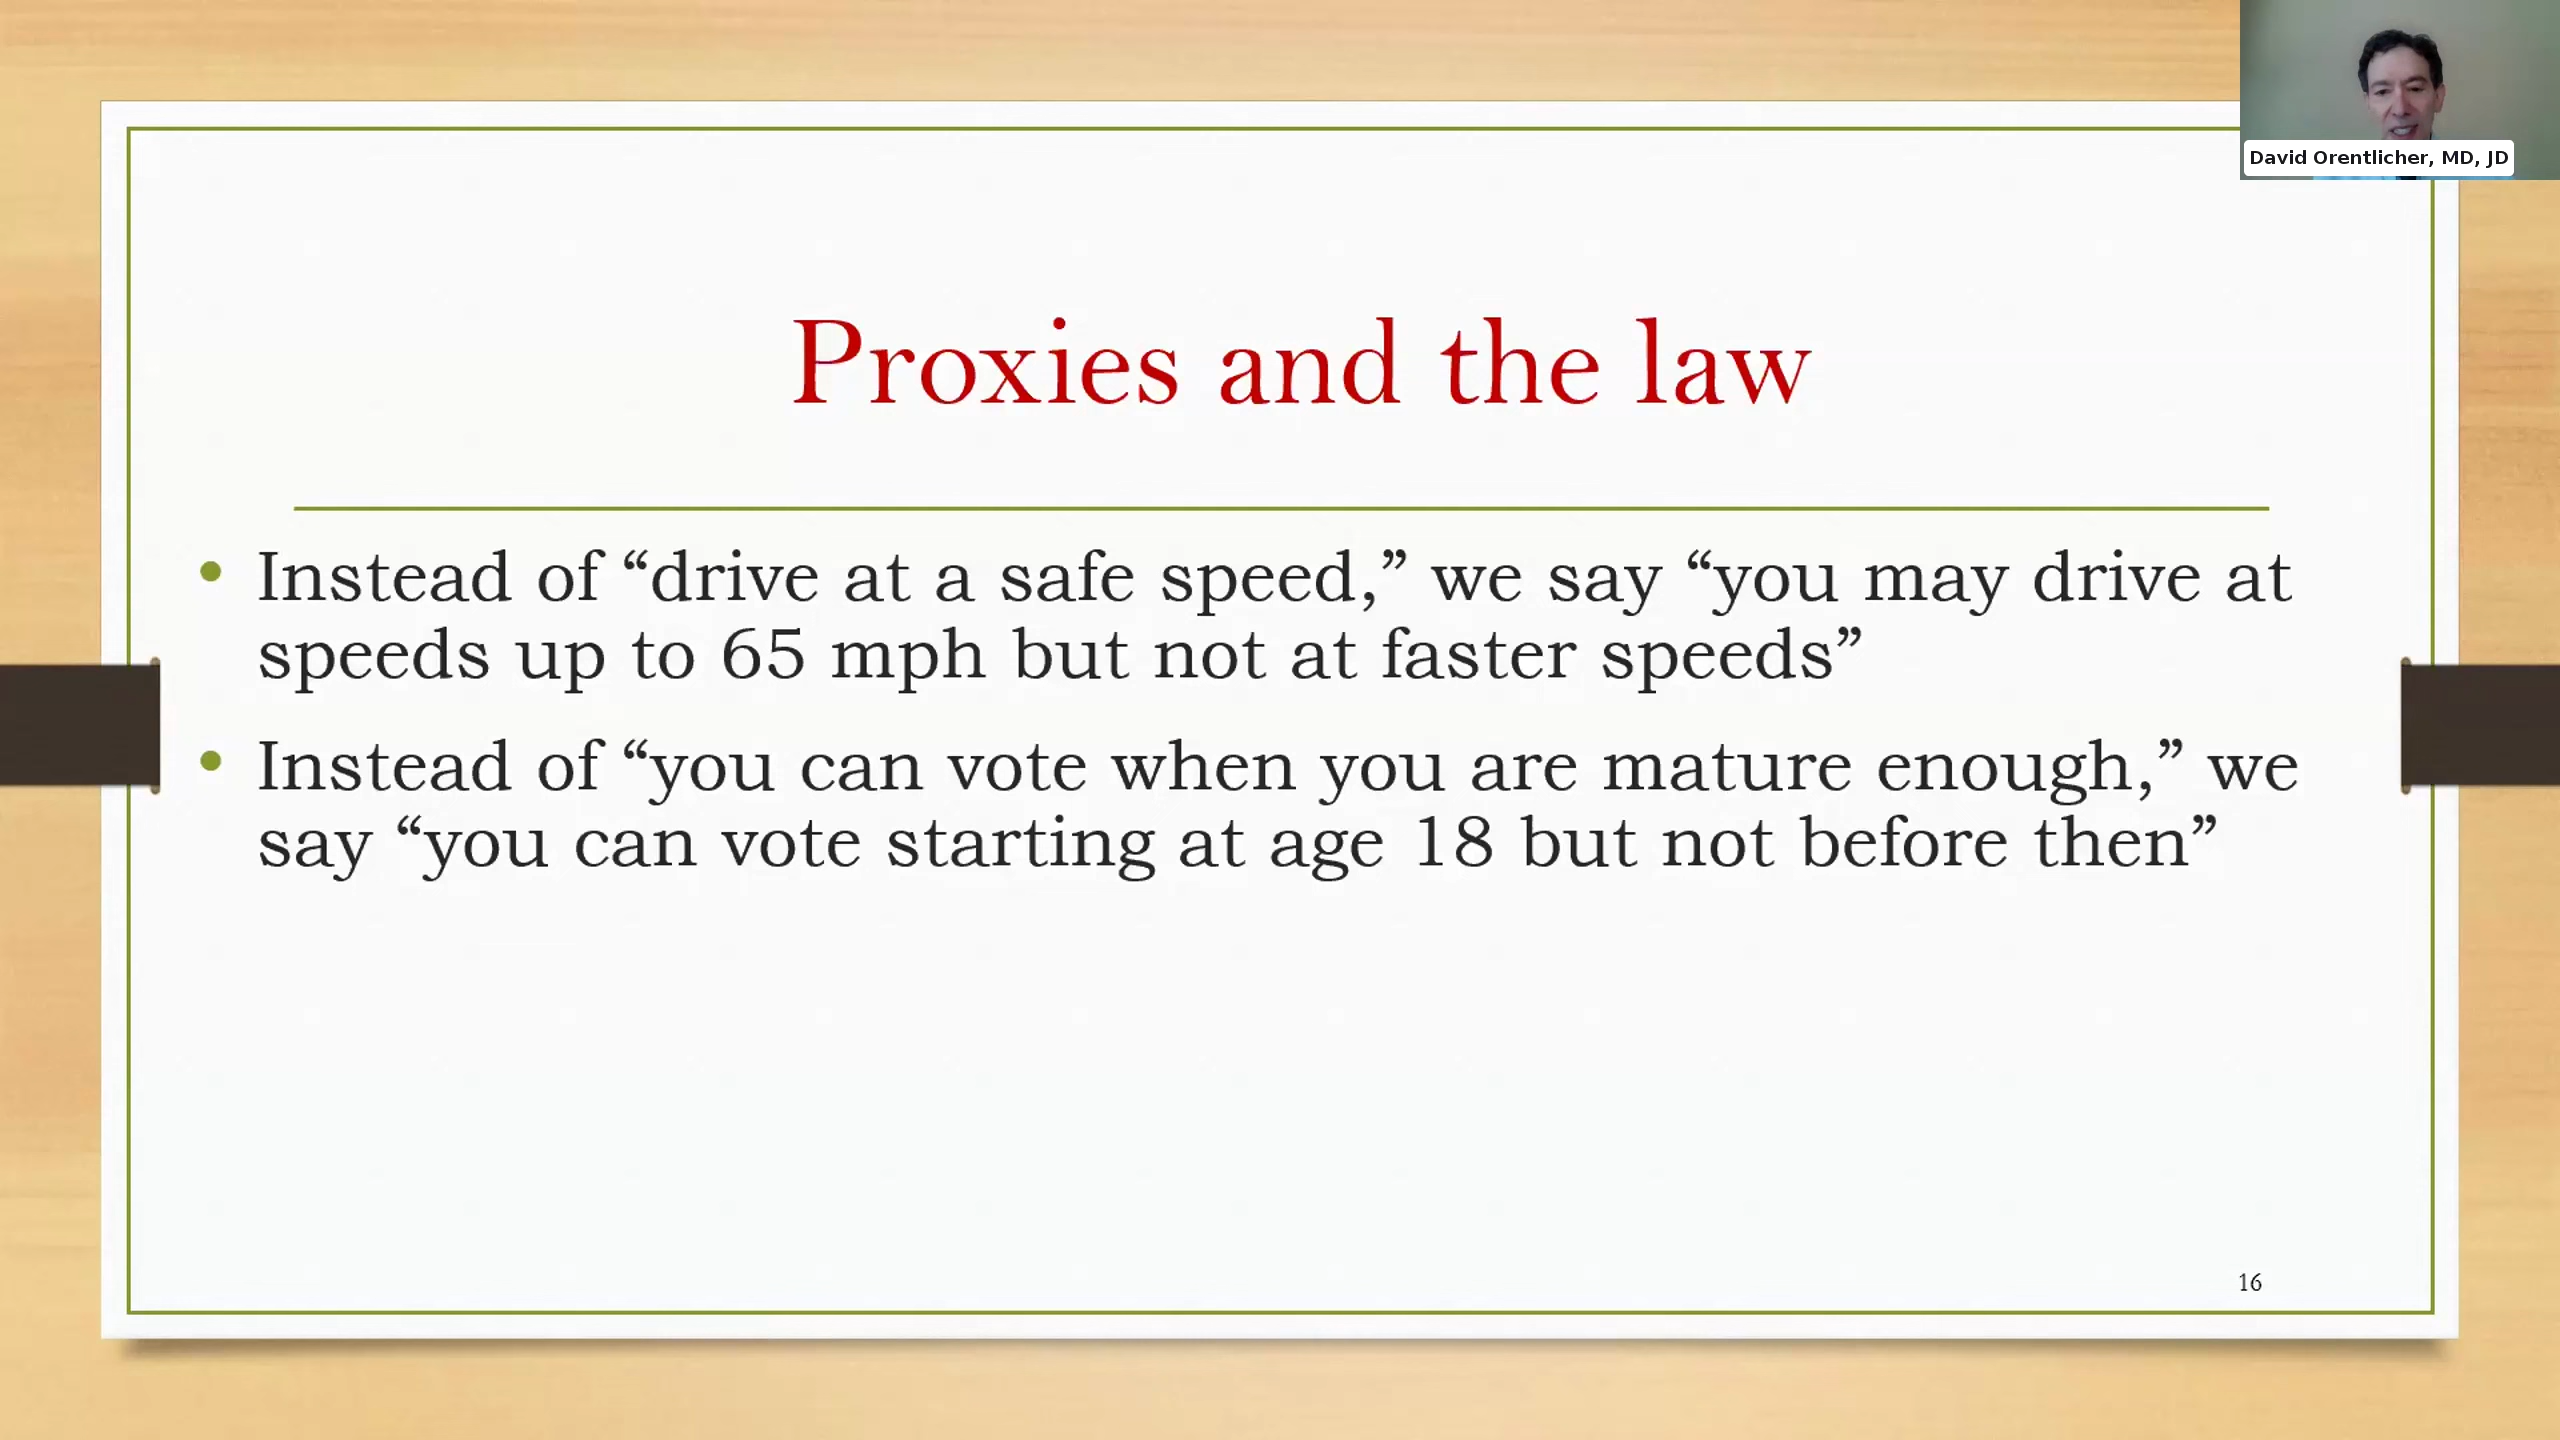 David Orentlicher, MD, JD
Proxies and the law
• Instead of “drive at a safe speed,” we say “you may drive at
speeds up to 65 mph but not at faster speeds”
• Instead of “you can vote when you are mature enough,” we
say “you can vote starting at age 18 but not before then”
16